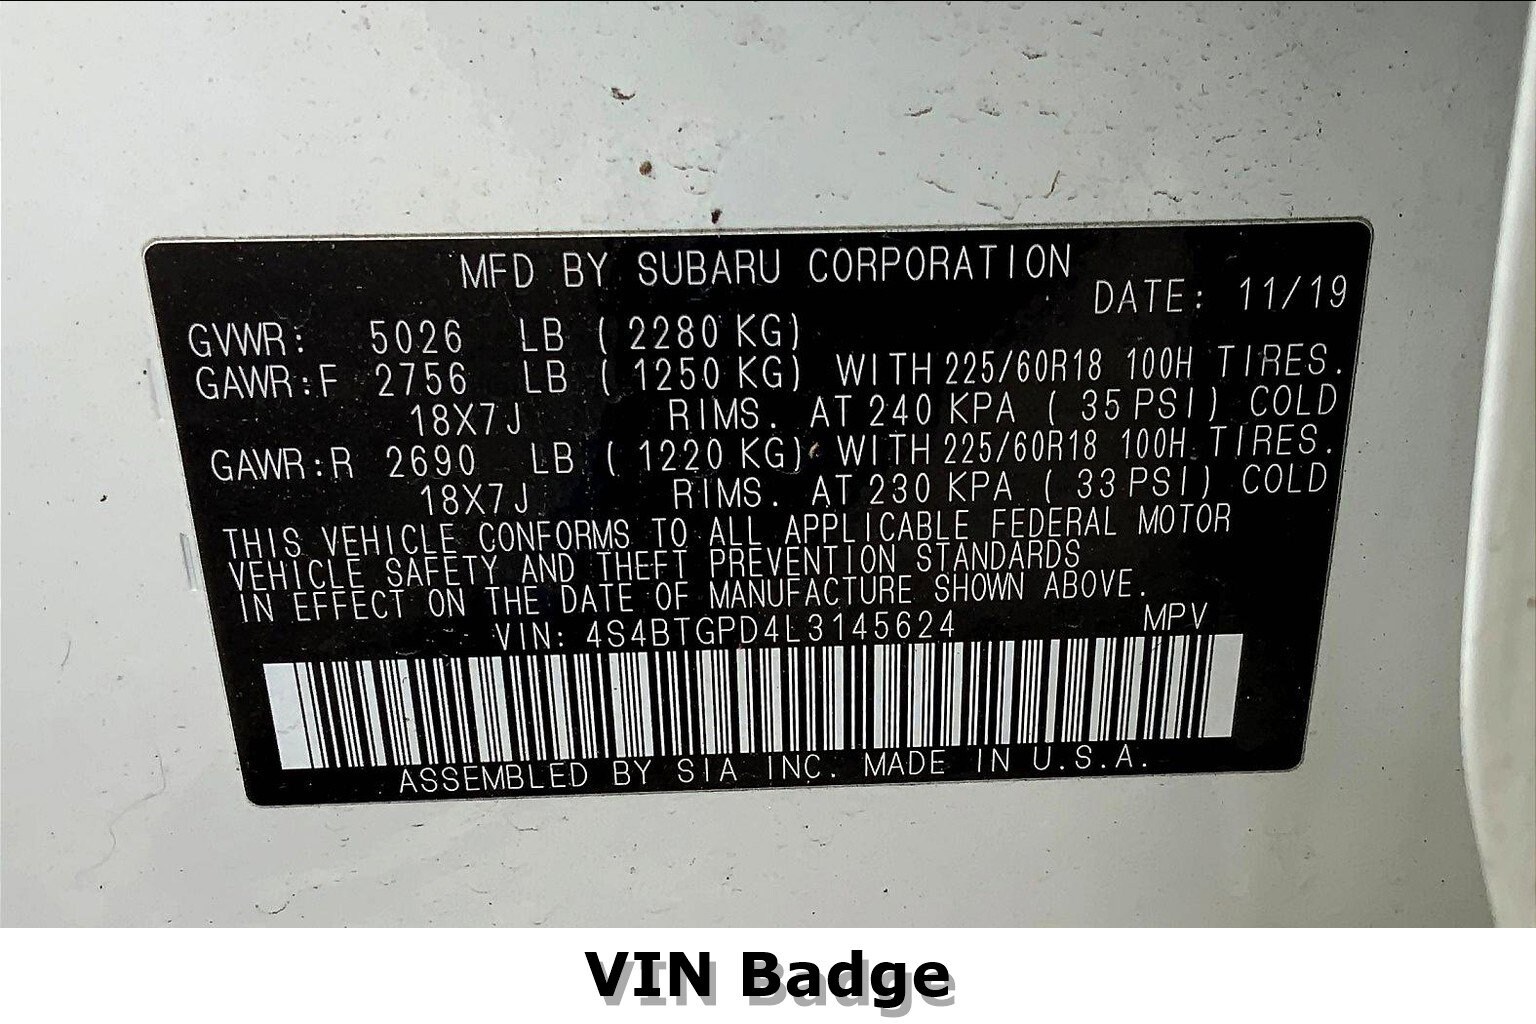 MFD BY SUBARU CORPORATION
DATE: 11/19
GVWR: 5026 LB ( 2280 KG)
GAWR:F 2756 LB ( 1250 KG) WITH 225/60R18 100H TIRES.
18X7J RIMS. AT 240 KPA ( 35 PSI) COLD
GAWR:R 2690 LB ( 1220 KG) WITH 225/60R18 100H TIRES.
18X7J RIMS. AT 230 KPA ( 33 PSI) COLD
THIS VEHICLE CONFORMS TO ALL APPLICABLE FEDERAL MOTOR
VEHICLE SAFETY AND THEFT PREVENTION STANDARDS
IN EFFECT ON THE DATE OF MANUFACTURE SHOWN ABOVE.
VIN: 4S4BTGPD4L3145624 MPV
ASSEMBLED BY SIA INC. MADE IN U.S.A.
VIN Badge